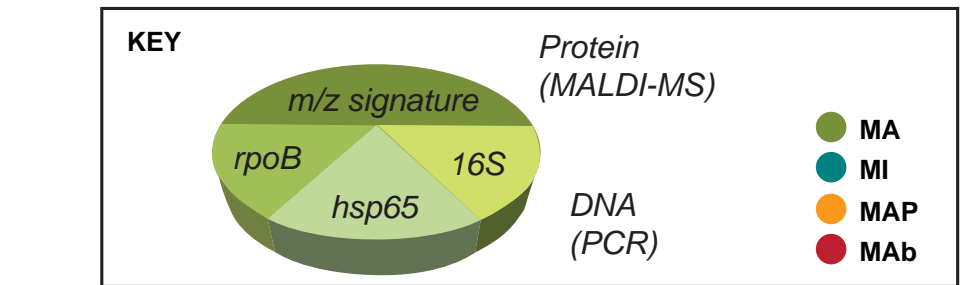 KEY
Protein
(MALDI-MS)
m/z signature
rpoB
16S
hsp65
DNA
(PCR)
MA
MI
MAP
MAb